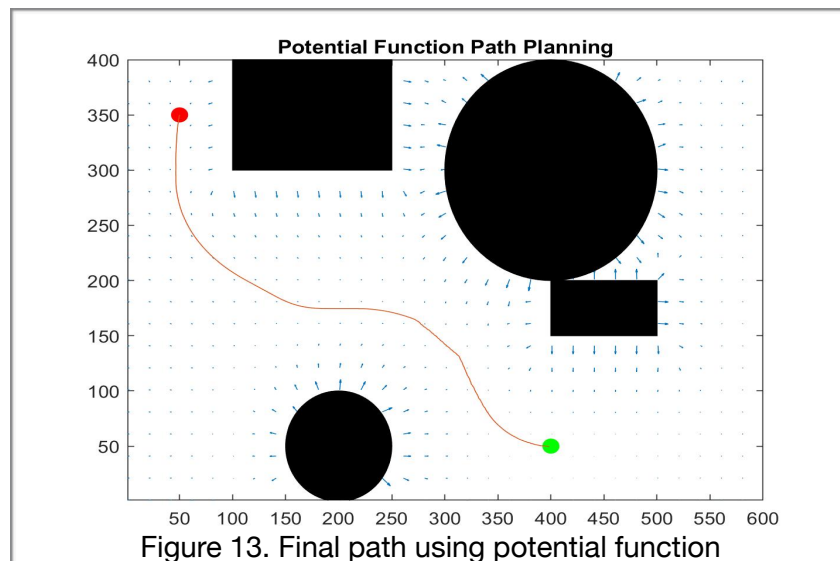 Potential Function Path Planning
400
350
300
250
200
150
100
50
50 100 150 200 250 300 350 400 450 500 550 600
Figure 13. Final path using potential function